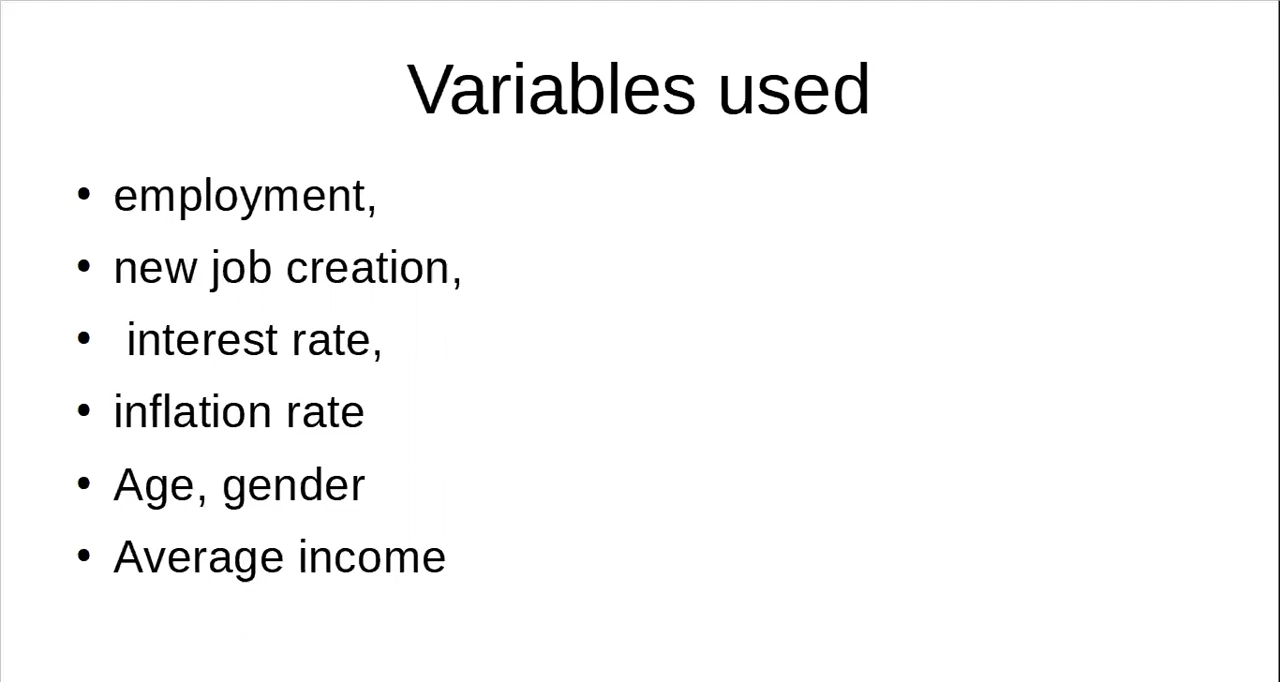 Variables used
• employment,
• new job creation,
• interest rate,
• inflation rate
• Age, gender
• Average income